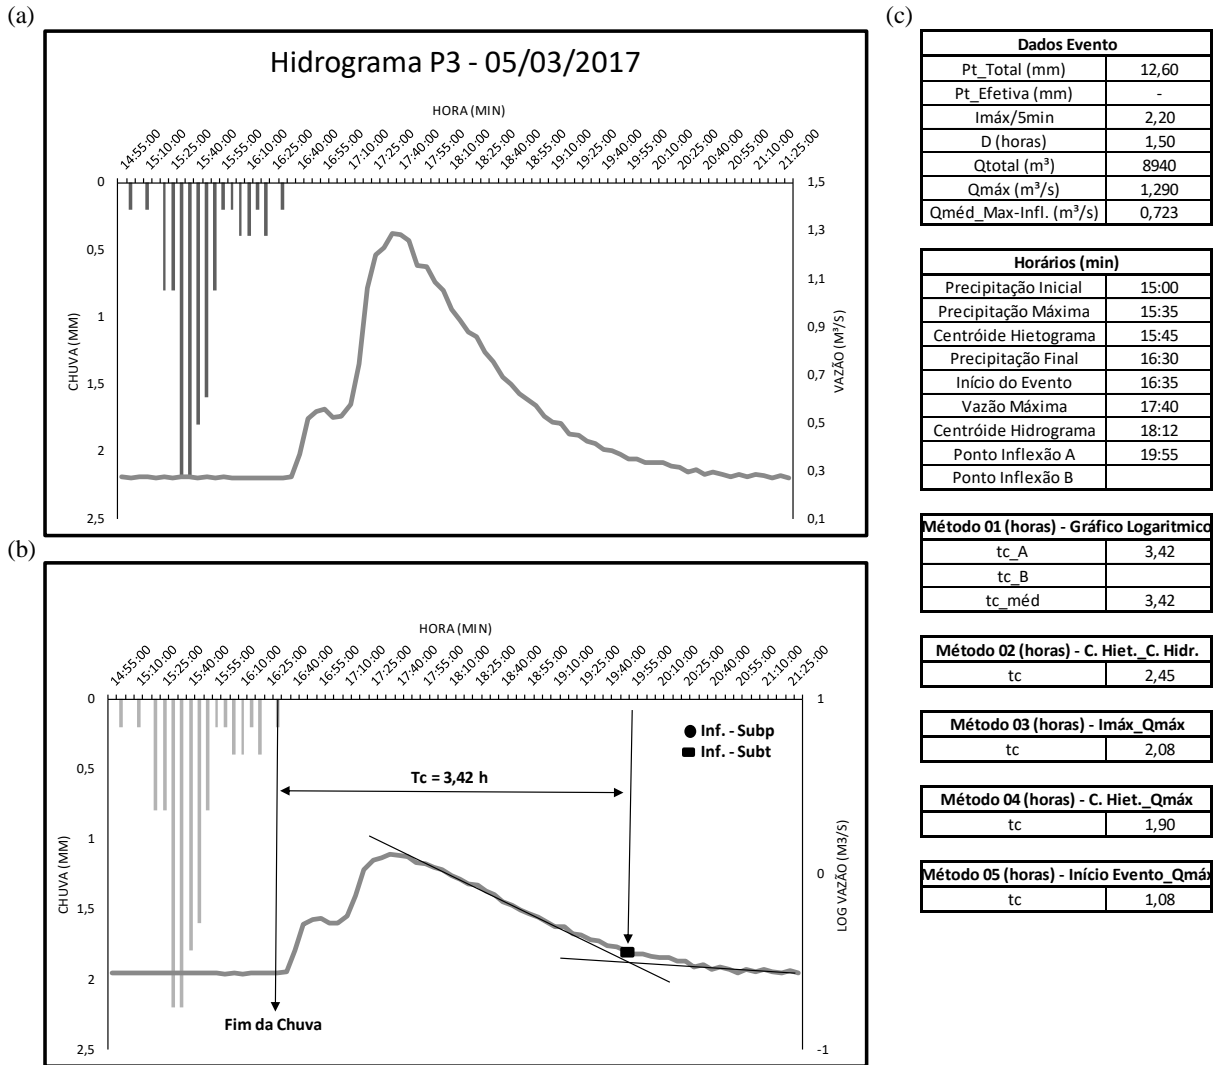 (a)
Hidrograma P3 - 05/03/2017
HORA (MIN)
14:55:00
15:10:00
15:25:00
15:40:00
15:55:00
16:10:00
16:25:00
16:40:00
16:55:00
17:10:00
17:25:00
17:40:00
17:55:00
18:10:00
18:25:00
18:40:00
18:55:00
19:10:00
19:25:00
19:40:00
19:55:00
20:10:00
20:25:00
20:40:00
20:55:00
21:10:00
21:25:00
0
0,5
1
1,5
2
2,5
CHUVA (MM)
1,5
1,3
1,1
0,9
0,7
0,5
0,3
0,1
VAZÃO (M³/S)
(b)
HORA (MIN)
14:55:00
15:10:00
15:25:00
15:40:00
15:55:00
16:10:00
16:25:00
16:40:00
16:55:00
17:10:00
17:25:00
17:40:00
17:55:00
18:10:00
18:25:00
18:40:00
18:55:00
19:10:00
19:25:00
19:40:00
19:55:00
20:10:00
20:25:00
20:40:00
20:55:00
21:10:00
21:25:00
0
0,5
1
1,5
2
2,5
CHUVA (MM)
1
0
-1
LOG VAZÃO (M3/S)
Inf. - Subp
Inf. - Subt
Tc = 3,42 h
Fim da Chuva
(c)
Dados Evento
Pt_Total (mm) 12,60
Pt_Efetiva (mm) -
Imáx/5min 2,20
D (horas) 1,50
Qtotal (m³) 8940
Qmáx (m³/s) 1,290
Qméd_Max-Infl. (m³/s) 0,723
Horários (min)
Precipitação Inicial 15:00
Precipitação Máxima 15:35
Centróide Hietograma 15:45
Precipitação Final 16:30
Início do Evento 16:35
Vazão Máxima 17:40
Centróide Hidrograma 18:12
Ponto Inflexão A 19:55
Ponto Inflexão B
Método 01 (horas) - Gráfico Logaritmico
tc_A 3,42
tc_B
tc_méd 3,42
Método 02 (horas) - C. Hiet._C. Hidr.
tc 2,45
Método 03 (horas) - Imáx_Qmáx
tc 2,08
Método 04 (horas) - C. Hiet._Qmáx
tc 1,90
Método 05 (horas) - Início Evento_Qmáx
tc 1,08